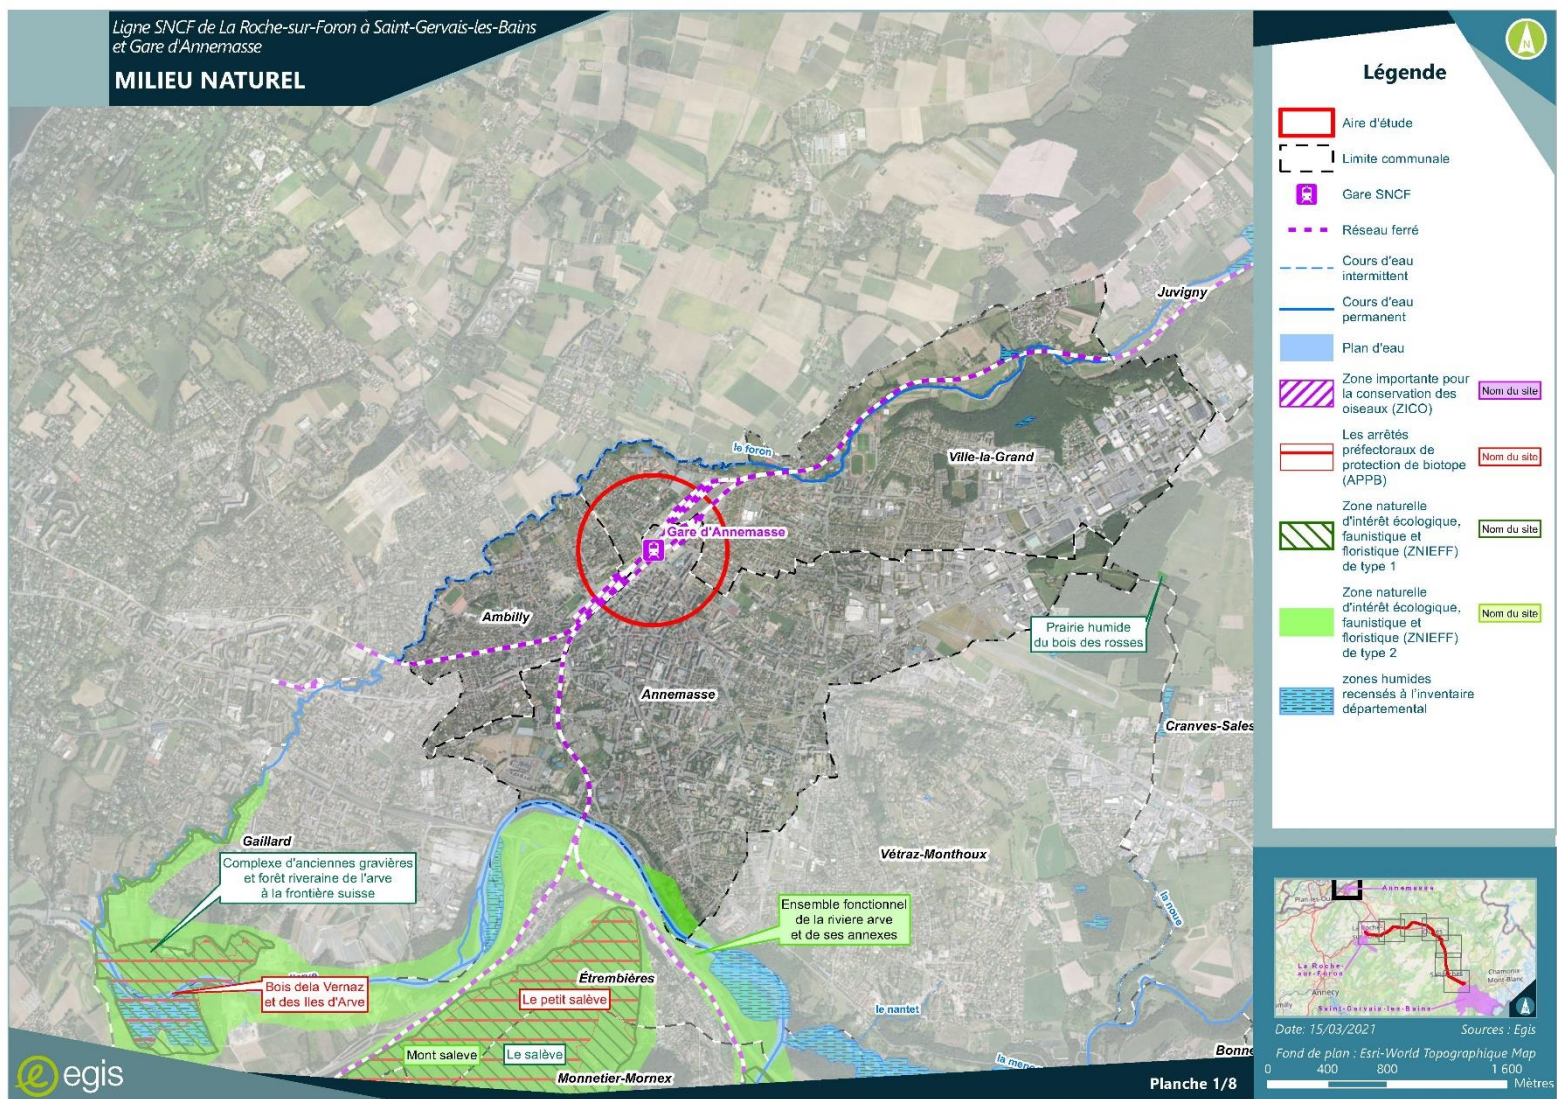 Ligne SNCF de La Roche-sur-Foron à Saint-Gervais-les-Bains
et Gare d'Annemasse
MILIEU NATUREL
Juvigny
le foron
Ville-la-Grand
Gare d'Annemasse
Ambilly
Prairie humide
du bois des rosses
Annemasse
Cranves-Sales
Gaillard
Complexe d'anciennes gravières
et forêt riveraine de l'arve
à la frontière suisse
Vétraz-Monthoux
la noue
Ensemble fonctionnel
de la riviere arve
et de ses annexes
Étrembières
Bois dela Vernaz
et des Iles d'Arve
Le petit salève
le nantet
Mont saleve
Le salève
Monnetier-Mornex
Bonne
egis
Planche 1/8
N
Légende
Aire d'étude
Limite communale
Gare SNCF
Réseau ferré
Cours d'eau
intermittent
Cours d'eau
permanent
Plan d'eau
Zone importante pour
la conservation des
oiseaux (ZICO)
Nom du site
Les arrêtés
préfectoraux de
protection de biotope
(APPB)
Nom du site
Zone naturelle
d'intérêt écologique,
faunistique et
floristique (ZNIEFF)
de type 1
Nom du site
Zone naturelle
d'intérêt écologique,
faunistique et
floristique (ZNIEFF)
de type 2
Nom du site
zones humides
recensés à l'inventaire
départemental
Annemasse
La Roche-
sur-Foron
Annecy
Chamonix
Mont-Blanc
Saint-Gervais-les-Bains
Date: 15/03/2021
Sources : Egis
Fond de plan : Esri-World Topographique Map
0 400 800 1 600
Mètres